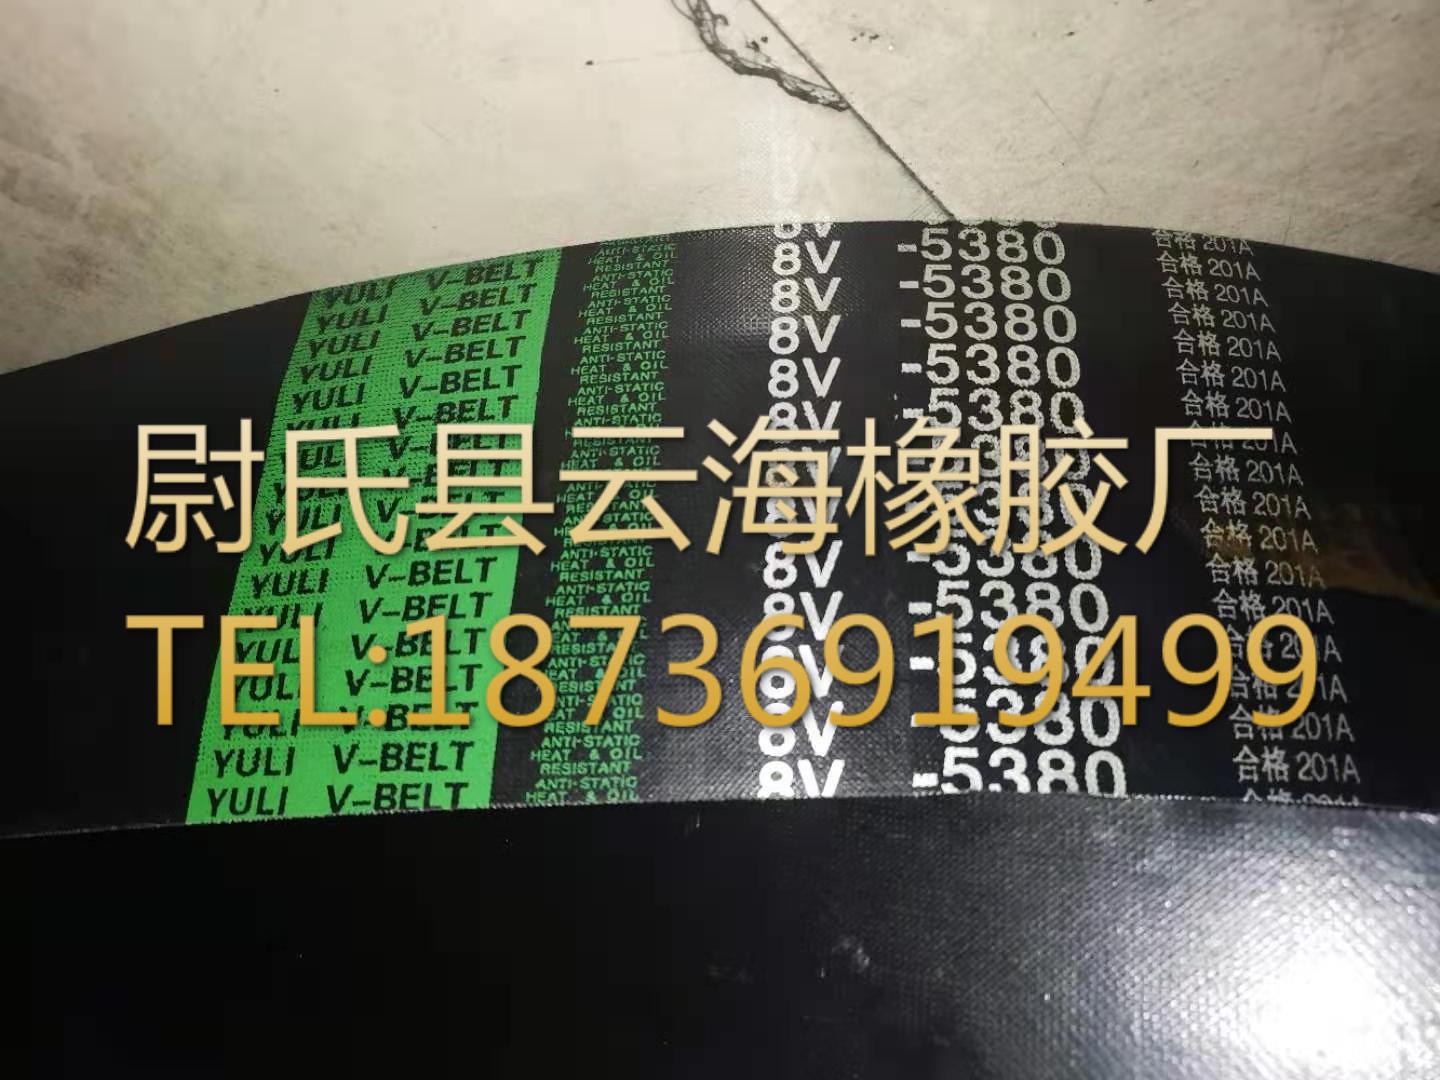 YULI V-BELT
ANTI-STATIC
HEAT & OIL
RESISTANT
8V -5380
合格 201A
尉氏县云海橡胶厂
TEL:18736919499